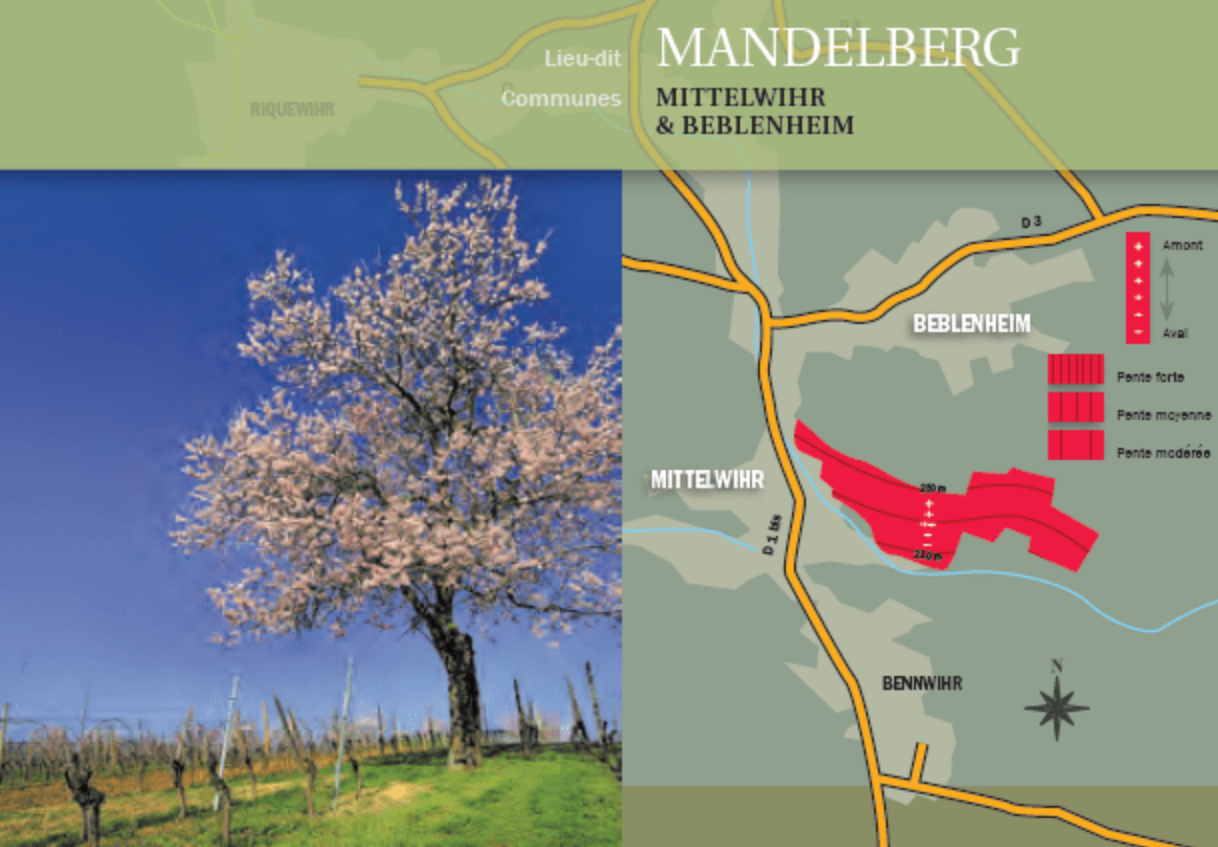 Lieu-dit
MANDELBERG
Communes
MITTELWIHR
& BEBLENHEIM
RIQUEWIHR
D 3
Amont
Aval
BEBLENHEIM
Pente forte
Pente moyenne
Pente modérée
MITTELWIHR
250 m
D 1 bis
BENNWIHR
N